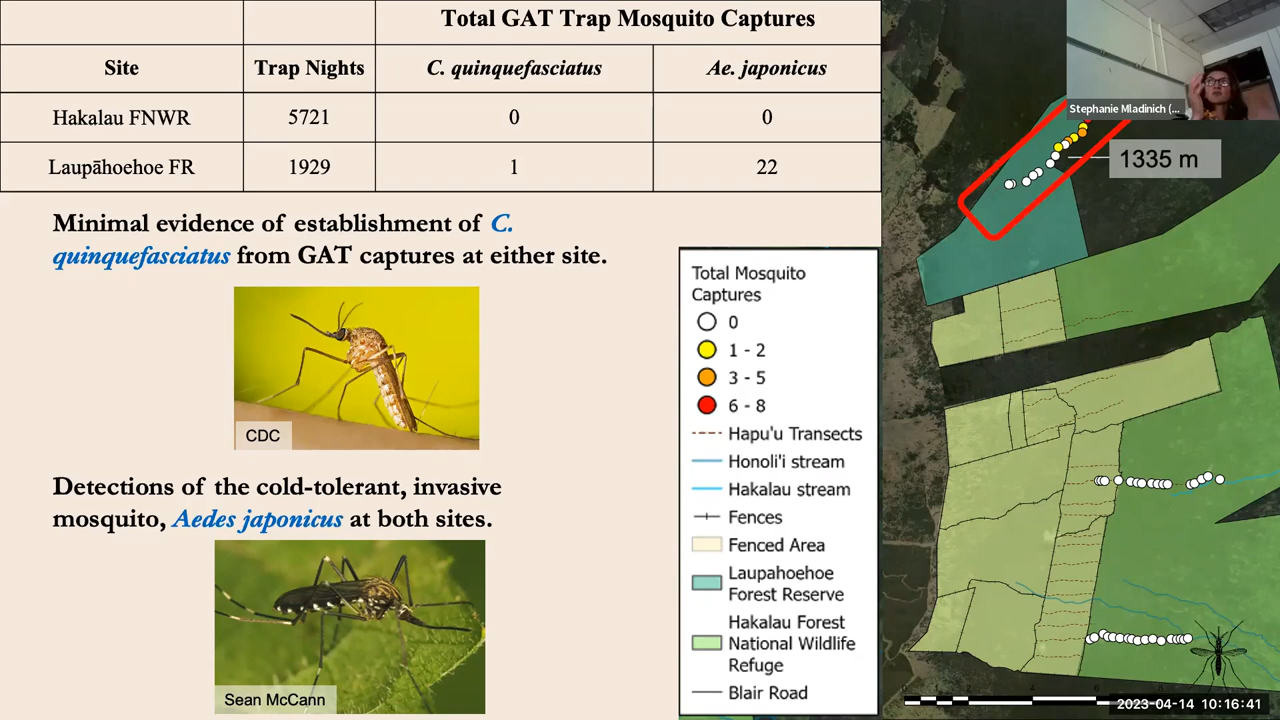 Total GAT Trap Mosquito Captures
Site Trap Nights C. quinquefasciatus Ae. japonicus
Hakalau FNWR 5721 0 0
Laupāhoehoe FR 1929 1 22
Minimal evidence of establishment of C.
quinquefasciatus from GAT captures at either site.
CDC
Detections of the cold-tolerant, invasive
mosquito, Aedes japonicus at both sites.
Sean McCann
Total Mosquito
Captures
0
1 - 2
3 - 5
6 - 8
Hapu'u Transects
Honoli'i stream
Hakalau stream
Fences
Fenced Area
Laupahoehoe
Forest Reserve
Hakalau Forest
National Wildlife
Refuge
Blair Road
Stephanie Mladinich (...
1335 m
2023-04-14 10:16:41